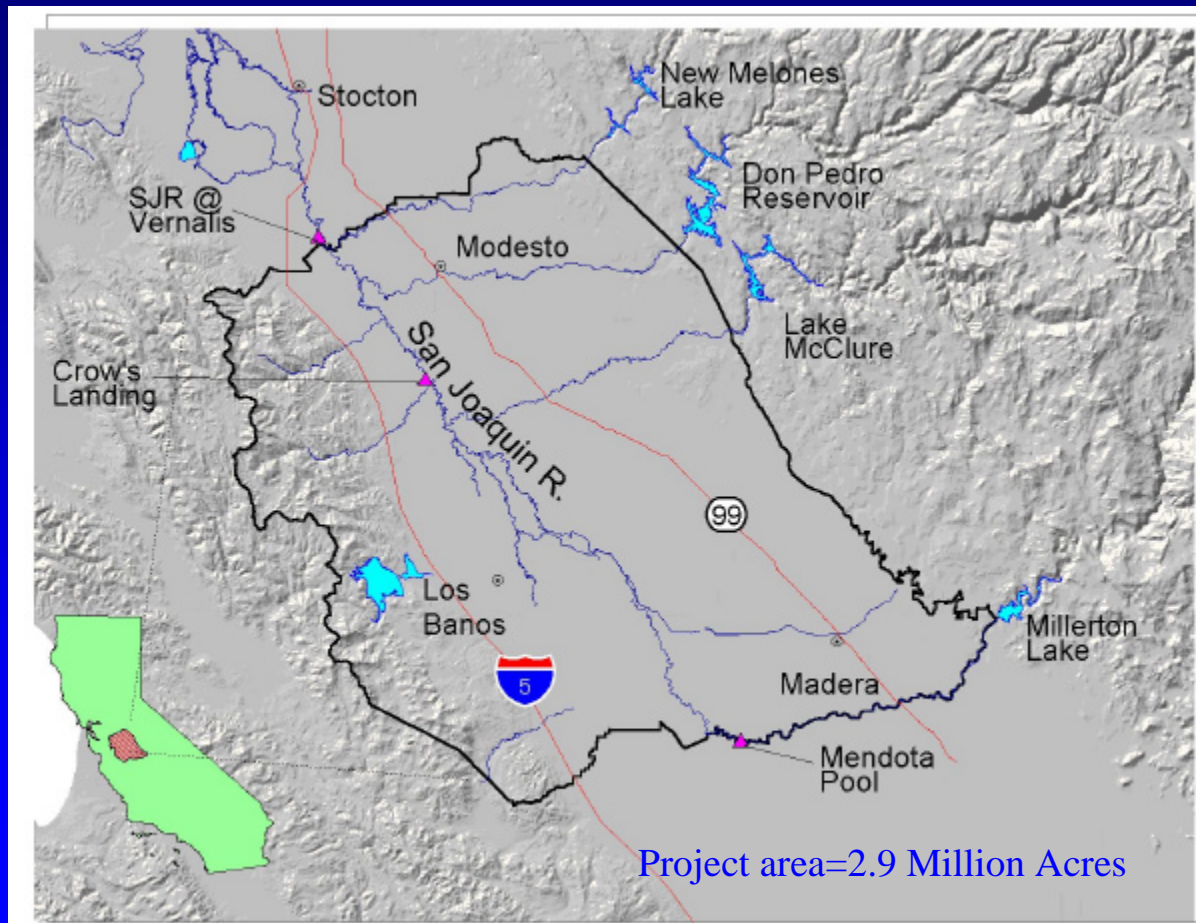 New Melones
Lake
Stocton
Don Pedro
Reservoir
SJR @
Vernalis
Modesto
Lake
McClure
San Joaquin R.
Crow's
Landing
99
Los
Banos
Millerton
Lake
5
Madera
Mendota
Pool
Project area=2.9 Million Acres